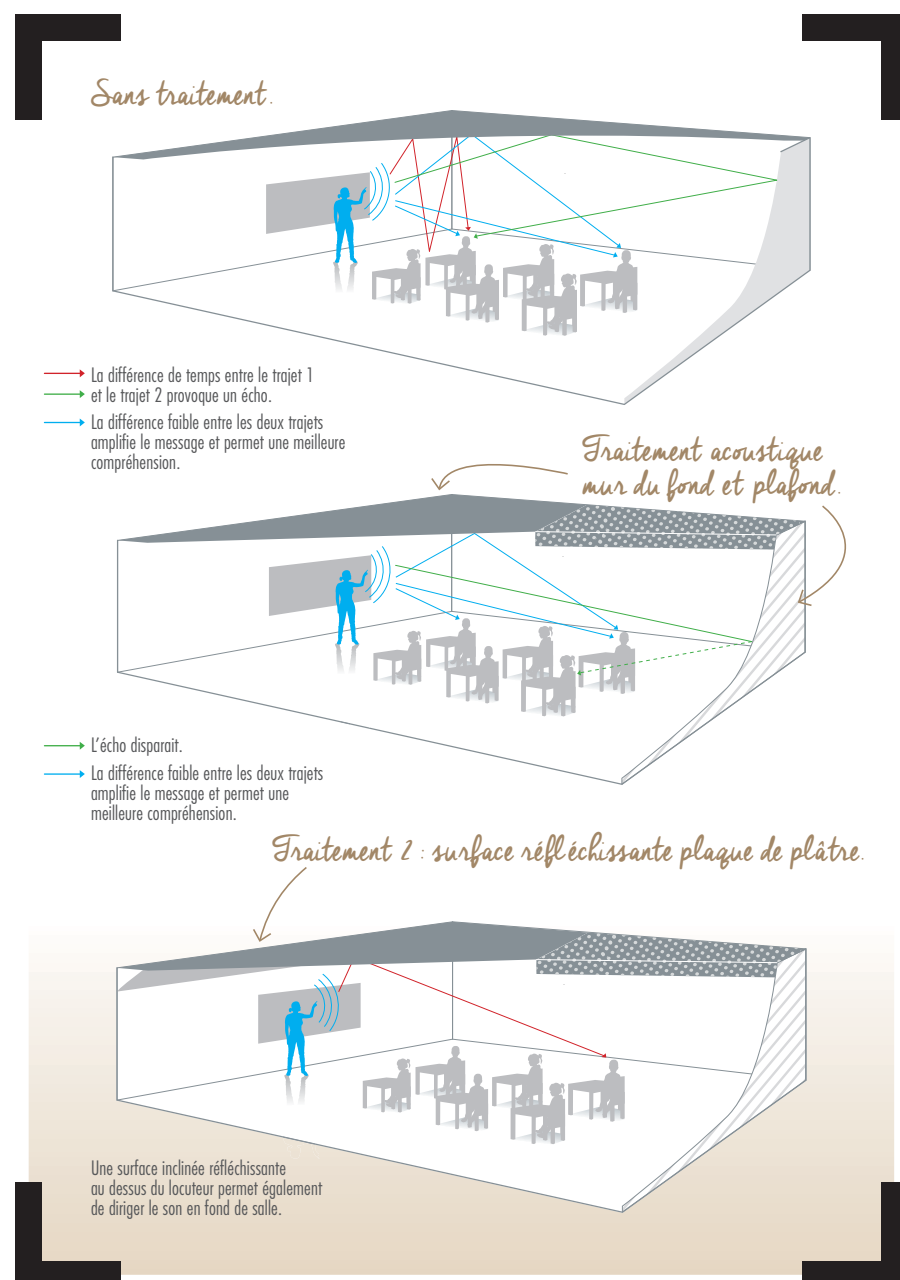 Sans traitement.
La différence de temps entre le trajet 1
et le trajet 2 provoque un écho.
La différence faible entre les deux trajets
amplifie le message et permet une meilleure
compréhension.
Traitement acoustique
mur du fond et plafond.
L'écho disparait.
La différence faible entre les deux trajets
amplifie le message et permet une
meilleure compréhension.
Traitement 2 : surface réfléchissante plaque de plâtre.
Une surface inclinée réfléchissante
au dessus du locuteur permet également
de diriger le son en fond de salle.